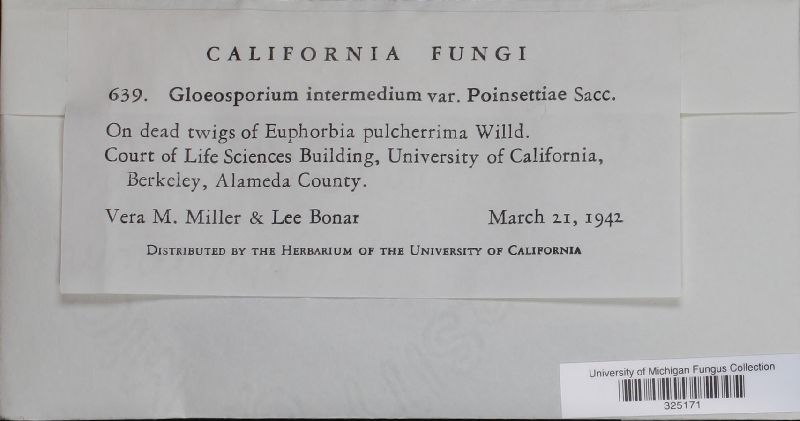 CALIFORNIA FUNGI
639. Gloeosporium intermedium var. Poinsettiae Sacc.
On dead twigs of Euphorbia pulcherrima Willd.
Court of Life Sciences Building, University of California,
Berkeley, Alameda County.
Vera M. Miller & Lee Bonar March 21, 1942
Distributed by the Herbarium of the University of California
University of Michigan Fungus Collection
325171